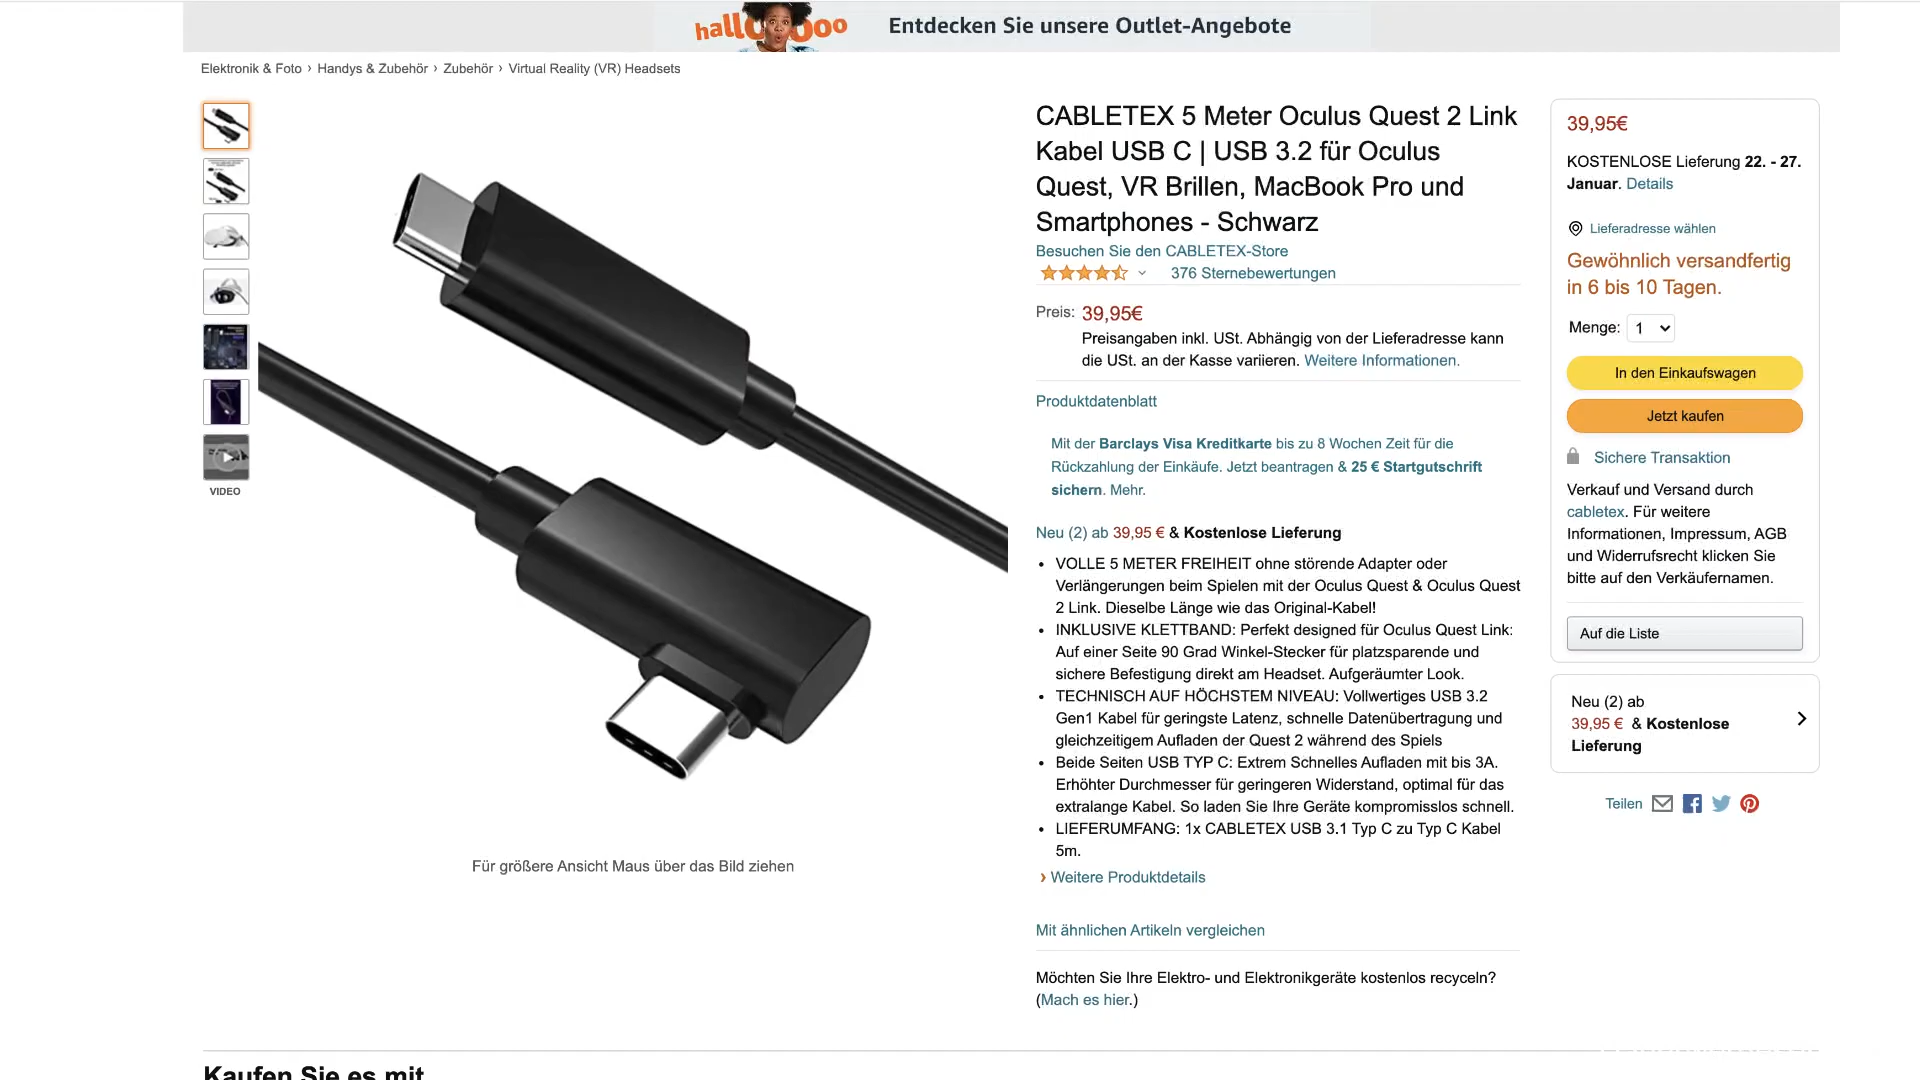 halloooo
Entdecken Sie unsere Outlet-Angebote
Elektronik & Foto › Handys & Zubehör › Zubehör › Virtual Reality (VR) Headsets
VIDEO
Für größere Ansicht Maus über das Bild ziehen
CABLETEX 5 Meter Oculus Quest 2 Link
Kabel USB C | USB 3.2 für Oculus
Quest, VR Brillen, MacBook Pro und
Smartphones - Schwarz
Besuchen Sie den CABLETEX-Store
376 Sternebewertungen
Preis: 39,95€
Preisangaben inkl. USt. Abhängig von der Lieferadresse kann
die USt. an der Kasse variieren. Weitere Informationen.
Produktdatenblatt
Mit der Barclays Visa Kreditkarte bis zu 8 Wochen Zeit für die
Rückzahlung der Einkäufe. Jetzt beantragen & 25 € Startgutschrift
sichern. Mehr.
Neu (2) ab 39,95 € & Kostenlose Lieferung
• VOLLE 5 METER FREIHEIT ohne störende Adapter oder
Verlängerungen beim Spielen mit der Oculus Quest & Oculus Quest
2 Link. Dieselbe Länge wie das Original-Kabel!
• INKLUSIVE KLETTBAND: Perfekt designed für Oculus Quest Link:
Auf einer Seite 90 Grad Winkel-Stecker für platzsparende und
sichere Befestigung direkt am Headset. Aufgeräumter Look.
• TECHNISCH AUF HÖCHSTEM NIVEAU: Vollwertiges USB 3.2
Gen1 Kabel für geringste Latenz, schnelle Datenübertragung und
gleichzeitigem Aufladen der Quest 2 während des Spiels
• Beide Seiten USB TYP C: Extrem Schnelles Aufladen mit bis 3A.
Erhöhter Durchmesser für geringeren Widerstand, optimal für das
extralange Kabel. So laden Sie Ihre Geräte kompromisslos schnell.
• LIEFERUMFANG: 1x CABLETEX USB 3.1 Typ C zu Typ C Kabel
5m.
› Weitere Produktdetails
Mit ähnlichen Artikeln vergleichen
Möchten Sie Ihre Elektro- und Elektronikgeräte kostenlos recyceln?
(Mach es hier.)
39,95€
KOSTENLOSE Lieferung 22. - 27.
Januar. Details
Lieferadresse wählen
Gewöhnlich versandfertig
in 6 bis 10 Tagen.
Menge: 1
In den Einkaufswagen
Jetzt kaufen
Sichere Transaktion
Verkauf und Versand durch
cabletex. Für weitere
Informationen, Impressum, AGB
und Widerrufsrecht klicken Sie
bitte auf den Verkäufernamen.
Auf die Liste
Neu (2) ab
39,95 € & Kostenlose
Lieferung
Teilen
Kaufen Sie es mit